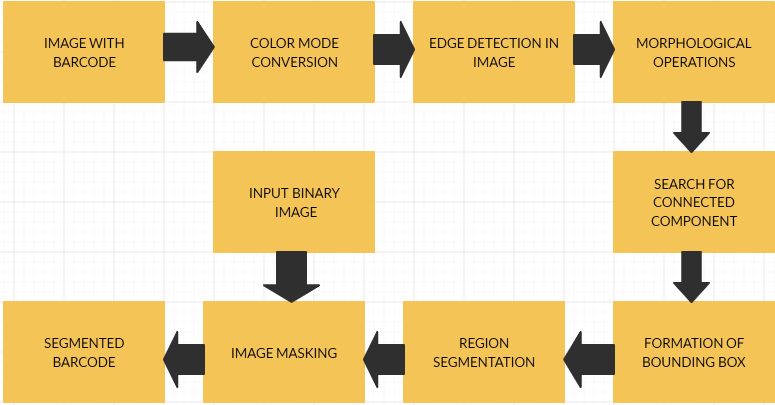 IMAGE WITH
BARCODE
COLOR MODE
CONVERSION
EDGE DETECTION IN
IMAGE
MORPHOLOGICAL
OPERATIONS
INPUT BINARY
IMAGE
SEARCH FOR
CONNECTED
COMPONENT
SEGMENTED
BARCODE
IMAGE MASKING
REGION
SEGMENTATION
FORMATION OF
BOUNDING BOX